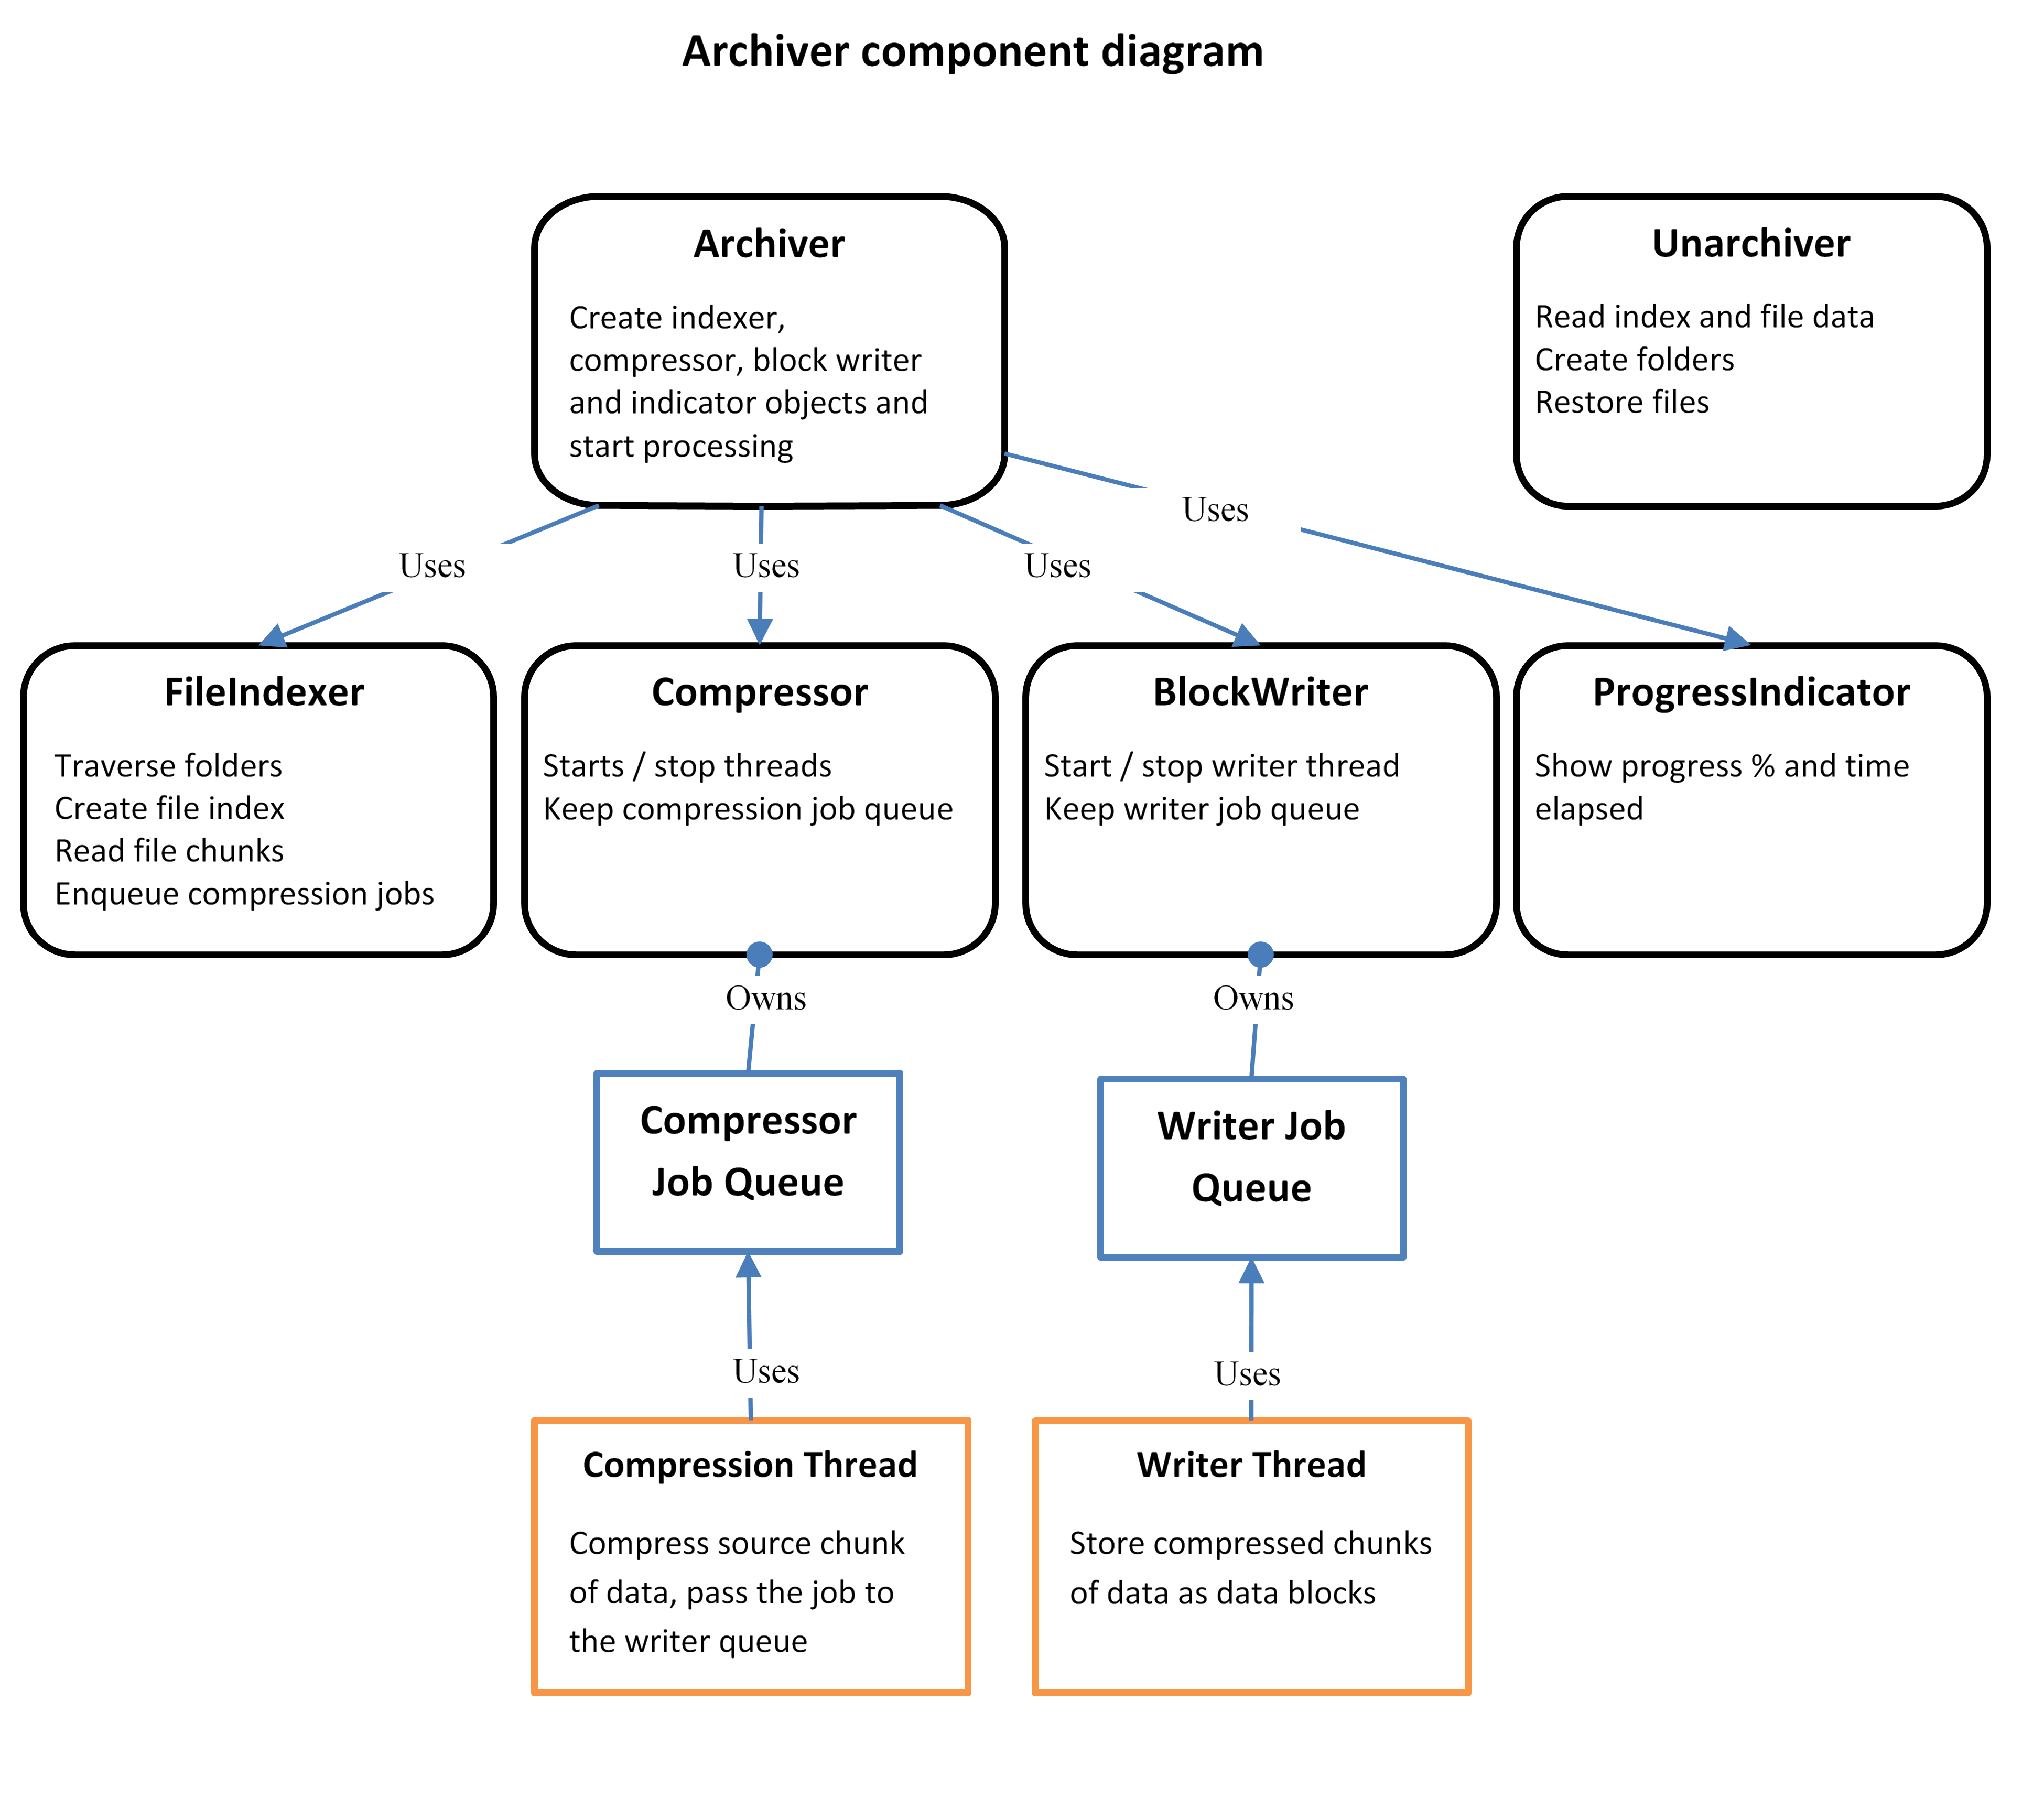 Archiver component diagram
Archiver
Create indexer,
compressor, block writer
and indicator objects and
start processing
Unarchiver
Read index and file data
Create folders
Restore files
Uses
Uses
Uses
Uses
FileIndexer
Traverse folders
Create file index
Read file chunks
Enqueue compression jobs
Compressor
Starts / stop threads
Keep compression job queue
BlockWriter
Start / stop writer thread
Keep writer job queue
ProgressIndicator
Show progress % and time
elapsed
Owns
Owns
Compressor
Job Queue
Writer Job
Queue
Uses
Uses
Compression Thread
Compress source chunk
of data, pass the job to
the writer queue
Writer Thread
Store compressed chunks
of data as data blocks